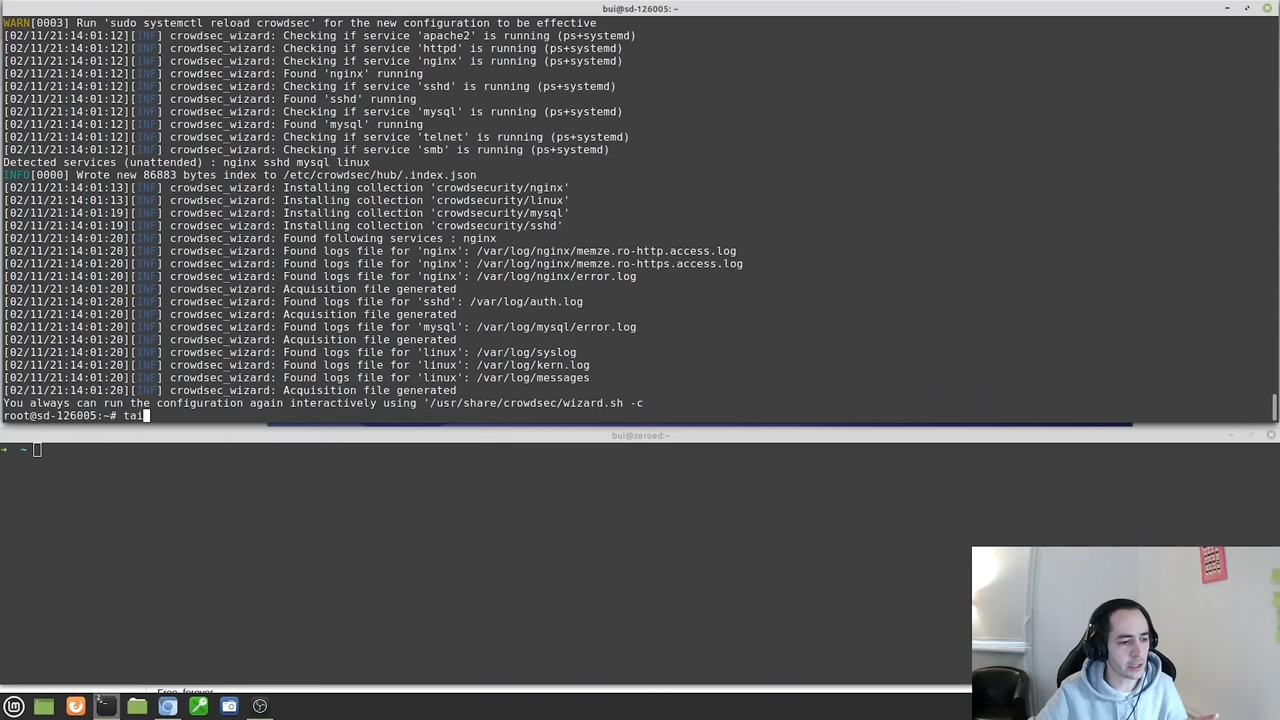 bui@sd-126005: ~
WARN[0003] Run 'sudo systemctl reload crowdsec' for the new configuration to be effective
[02/11/21:14:01:12][INF] crowdsec_wizard: Checking if service 'apache2' is running (ps+systemd)
[02/11/21:14:01:12][INF] crowdsec_wizard: Checking if service 'httpd' is running (ps+systemd)
[02/11/21:14:01:12][INF] crowdsec_wizard: Checking if service 'nginx' is running (ps+systemd)
[02/11/21:14:01:12][INF] crowdsec_wizard: Found 'nginx' running
[02/11/21:14:01:12][INF] crowdsec_wizard: Checking if service 'sshd' is running (ps+systemd)
[02/11/21:14:01:12][INF] crowdsec_wizard: Found 'sshd' running
[02/11/21:14:01:12][INF] crowdsec_wizard: Checking if service 'mysql' is running (ps+systemd)
[02/11/21:14:01:12][INF] crowdsec_wizard: Found 'mysql' running
[02/11/21:14:01:12][INF] crowdsec_wizard: Checking if service 'telnet' is running (ps+systemd)
[02/11/21:14:01:12][INF] crowdsec_wizard: Checking if service 'smb' is running (ps+systemd)
Detected services (unattended) : nginx sshd mysql linux
INFO[0000] Wrote new 86883 bytes index to /etc/crowdsec/hub/.index.json
[02/11/21:14:01:13][INF] crowdsec_wizard: Installing collection 'crowdsecurity/nginx'
[02/11/21:14:01:13][INF] crowdsec_wizard: Installing collection 'crowdsecurity/linux'
[02/11/21:14:01:19][INF] crowdsec_wizard: Installing collection 'crowdsecurity/mysql'
[02/11/21:14:01:19][INF] crowdsec_wizard: Installing collection 'crowdsecurity/sshd'
[02/11/21:14:01:20][INF] crowdsec_wizard: Found following services : nginx
[02/11/21:14:01:20][INF] crowdsec_wizard: Found logs file for 'nginx': /var/log/nginx/memze.ro-http.access.log
[02/11/21:14:01:20][INF] crowdsec_wizard: Found logs file for 'nginx': /var/log/nginx/memze.ro-https.access.log
[02/11/21:14:01:20][INF] crowdsec_wizard: Found logs file for 'nginx': /var/log/nginx/error.log
[02/11/21:14:01:20][INF] crowdsec_wizard: Acquisition file generated
[02/11/21:14:01:20][INF] crowdsec_wizard: Found logs file for 'sshd': /var/log/auth.log
[02/11/21:14:01:20][INF] crowdsec_wizard: Acquisition file generated
[02/11/21:14:01:20][INF] crowdsec_wizard: Found logs file for 'mysql': /var/log/mysql/error.log
[02/11/21:14:01:20][INF] crowdsec_wizard: Acquisition file generated
[02/11/21:14:01:20][INF] crowdsec_wizard: Found logs file for 'linux': /var/log/syslog
[02/11/21:14:01:20][INF] crowdsec_wizard: Found logs file for 'linux': /var/log/kern.log
[02/11/21:14:01:20][INF] crowdsec_wizard: Found logs file for 'linux': /var/log/messages
[02/11/21:14:01:20][INF] crowdsec_wizard: Acquisition file generated
You always can run the configuration again interactively using '/usr/share/crowdsec/wizard.sh -c
root@sd-126005:~# tai
bui@zeroed:~
→ ~
Free, forever